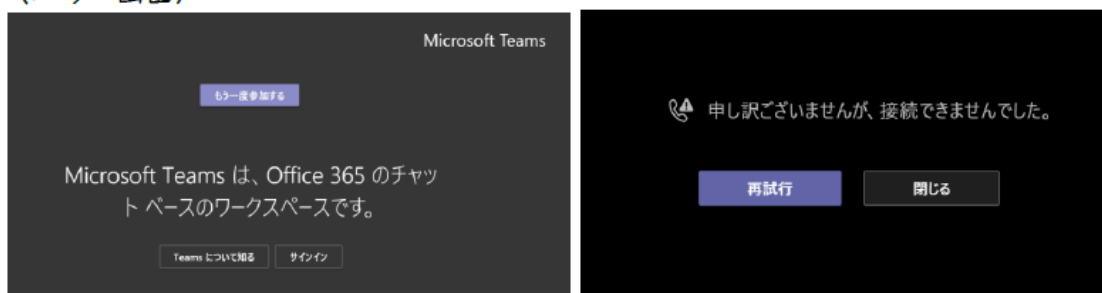 Microsoft Teams
もう一度参加する
Microsoft Teams は、Office 365 のチャッ
ト ベースのワークスペースです。
Teams について知る サインイン
申し訳ございませんが、接続できませんでした。
再試行 閉じる